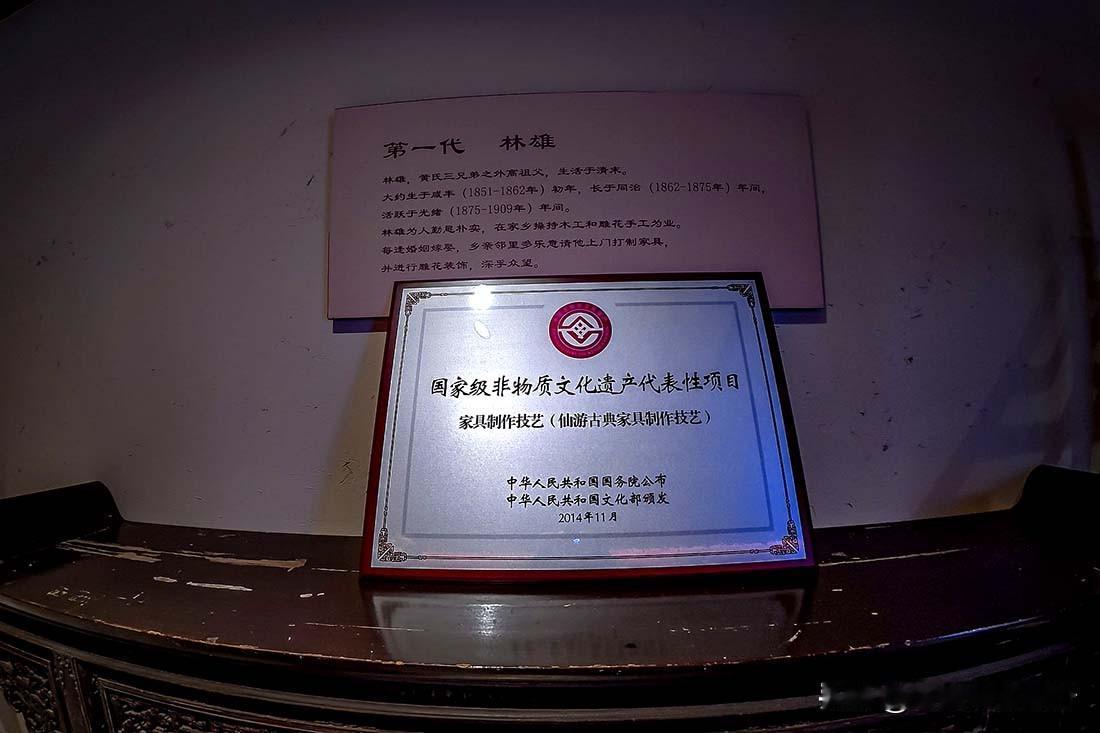 第一代 林雄
林雄，黄氏三兄弟之外高祖父，生活于清末。
大约生于咸丰（1851-1862年）初年，长于同治（1862-1875年）年间，
活跃于光绪（1875-1909年）年间。
林雄为人勤恳朴实，在家乡操持木工和雕花手工为业。
每逢婚姻嫁娶，乡亲邻里多乐意请他上门打制家具，
并进行雕花装饰，深孚众望。
国家级非物质文化遗产代表性项目
家具制作技艺（仙游古典家具制作技艺）
中华人民共和国国务院公布
中华人民共和国文化部颁发
2014年11月